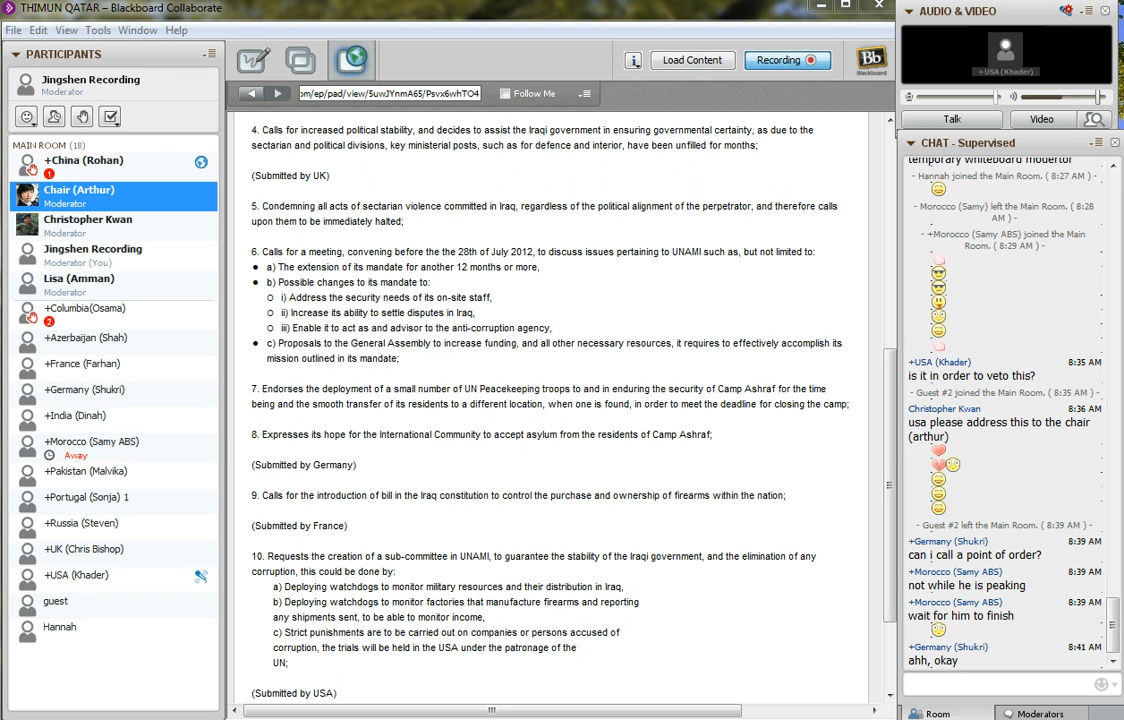 THIMUN QATAR – Blackboard Collaborate
File Edit View Tools Window Help
PARTICIPANTS
Jingshen Recording
Moderator
MAIN ROOM (18)
+China (Rohan)
1
Chair (Arthur)
Moderator
Christopher Kwan
Moderator
Jingshen Recording
Moderator (You)
Lisa (Amman)
Moderator
+Columbia(Osama)
2
+Azerbaijan (Shah)
+France (Farhan)
+Germany (Shukri)
+India (Dinah)
+Morocco (Samy ABS)
Away
+Pakistan (Malvika)
+Portugal (Sonja) 1
+Russia (Steven)
+UK (Chris Bishop)
+USA (Khader)
guest
Hannah
i
Load Content
Recording
Bb
Blackboard
om/ep/pad/view/5uwJYnmA65/Psvx6whTO4
Follow Me
4. Calls for increased political stability, and decides to assist the Iraqi government in ensuring governmental certainty, as due to the
sectarian and political divisions, key ministerial posts, such as for defence and interior, have been unfilled for months;
(Submitted by UK)
5. Condemning all acts of sectarian violence committed in Iraq, regardless of the political alignment of the perpetrator, and therefore calls
upon them to be immediately halted;
6. Calls for a meeting, convening before the the 28th of July 2012, to discuss issues pertaining to UNAMI such as, but not limited to:
● a) The extension of its mandate for another 12 months or more,
● b) Possible changes to its mandate to:
○ i) Address the security needs of its on-site staff,
○ ii) Increase its ability to settle disputes in Iraq,
○ iii) Enable it to act as and advisor to the anti-corruption agency,
● c) Proposals to the General Assembly to increase funding, and all other necessary resources, it requires to effectively accomplish its
mission outlined in its mandate;
7. Endorses the deployment of a small number of UN Peacekeeping troops to and in enduring the security of Camp Ashraf for the time
being and the smooth transfer of its residents to a different location, when one is found, in order to meet the deadline for closing the camp;
8. Expresses its hope for the International Community to accept asylum from the residents of Camp Ashraf;
(Submitted by Germany)
9. Calls for the introduction of bill in the Iraq constitution to control the purchase and ownership of firearms within the nation;
(Submitted by France)
10. Requests the creation of a sub-committee in UNAMI, to guarantee the stability of the Iraqi government, and the elimination of any
corruption, this could be done by:
a) Deploying watchdogs to monitor military resources and their distribution in Iraq,
b) Deploying watchdogs to monitor factories that manufacture firearms and reporting
any shipments sent, to be able to monitor income,
c) Strict punishments are to be carried out on companies or persons accused of
corruption, the trials will be held in the USA under the patronage of the
UN;
(Submitted by USA)
AUDIO & VIDEO
+USA (Khader)
Talk Video
CHAT - Supervised
temporary whiteboard modertor
- Hannah joined the Main Room. ( 8:27 AM ) -
- Morocco (Samy) left the Main Room. ( 8:28
AM ) -
- +Morocco (Samy ABS) joined the Main
Room. ( 8:29 AM ) -
+USA (Khader) 8:35 AM
is it in order to veto this?
- Guest #2 joined the Main Room. ( 8:35 AM ) -
Christopher Kwan 8:36 AM
usa please address this to the chair
(arthur)
- Guest #2 left the Main Room. ( 8:39 AM ) -
+Germany (Shukri) 8:39 AM
can i call a point of order?
+Morocco (Samy ABS) 8:39 AM
not while he is peaking
+Morocco (Samy ABS) 8:39 AM
wait for him to finish
+Germany (Shukri) 8:41 AM
ahh, okay
Room Moderators